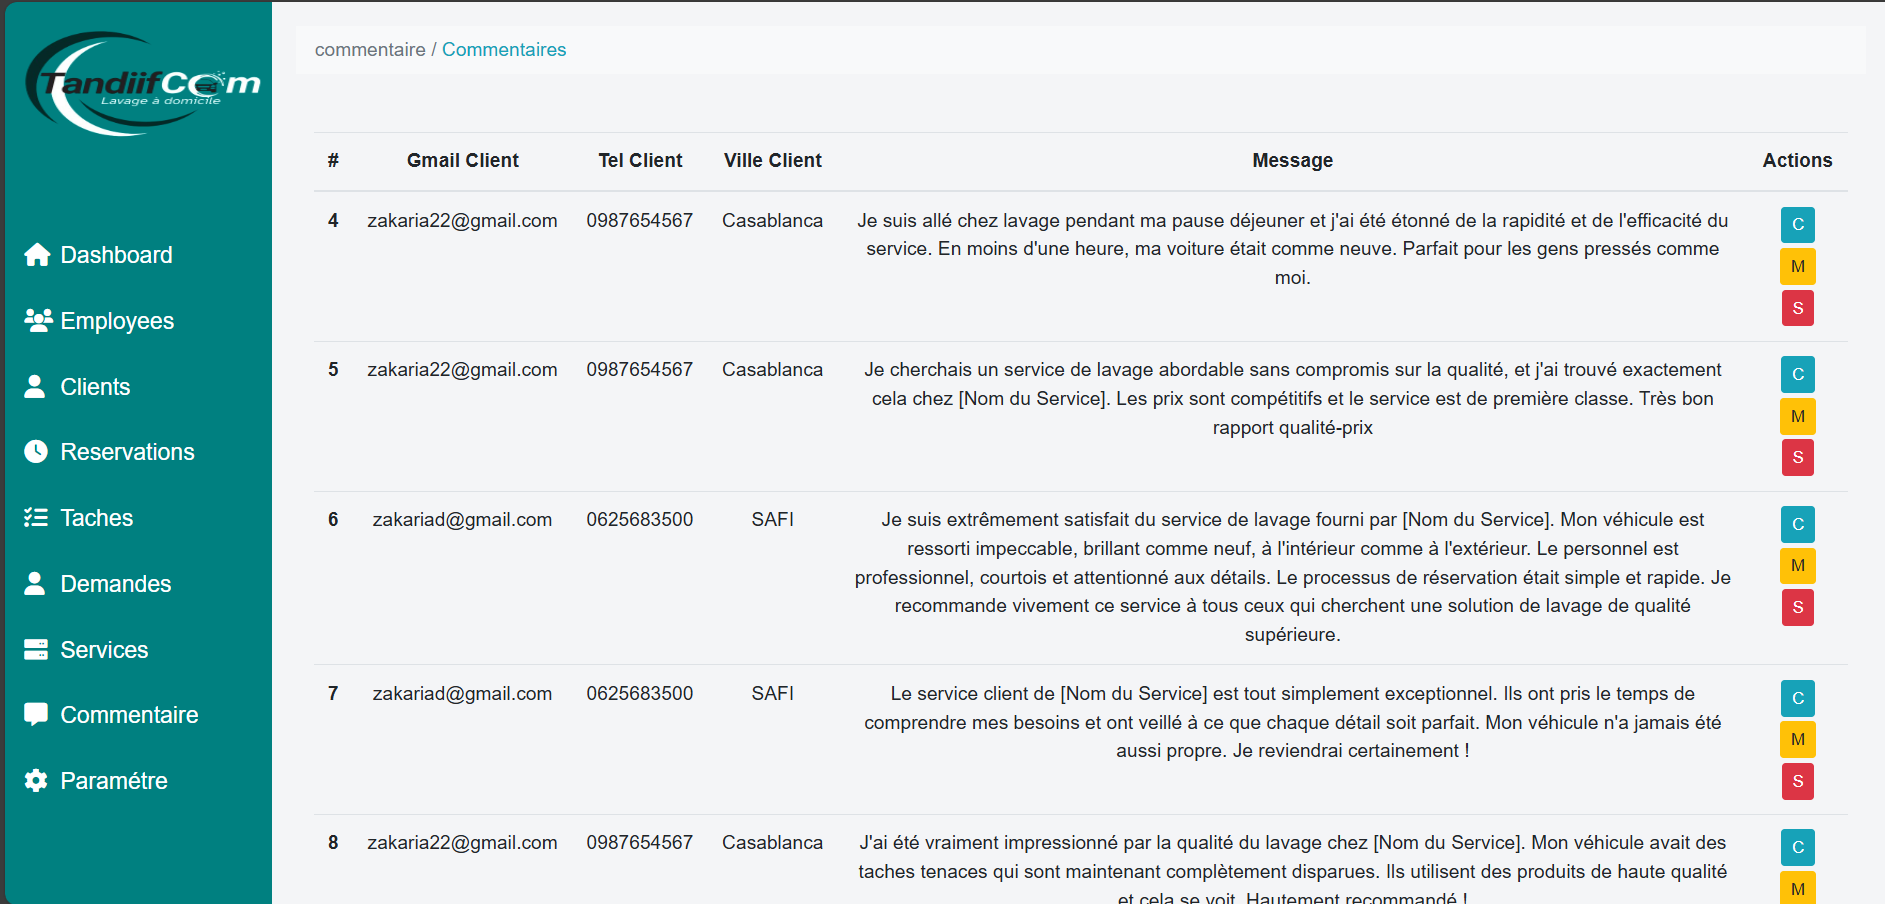 TandiifCom
Lavage à domicile
Dashboard
Employees
Clients
Reservations
Taches
Demandes
Services
Commentaire
Paramétre
commentaire / Commentaires
# Gmail Client Tel Client Ville Client Message Actions
4 zakaria22@gmail.com 0987654567 Casablanca Je suis allé chez lavage pendant ma pause déjeuner et j'ai été étonné de la rapidité et de l'efficacité du
service. En moins d'une heure, ma voiture était comme neuve. Parfait pour les gens pressés comme
moi.
C
M
S
5 zakaria22@gmail.com 0987654567 Casablanca Je cherchais un service de lavage abordable sans compromis sur la qualité, et j'ai trouvé exactement
cela chez [Nom du Service]. Les prix sont compétitifs et le service est de première classe. Très bon
rapport qualité-prix
C
M
S
6 zakariad@gmail.com 0625683500 SAFI Je suis extrêmement satisfait du service de lavage fourni par [Nom du Service]. Mon véhicule est
ressorti impeccable, brillant comme neuf, à l'intérieur comme à l'extérieur. Le personnel est
professionnel, courtois et attentionné aux détails. Le processus de réservation était simple et rapide. Je
recommande vivement ce service à tous ceux qui cherchent une solution de lavage de qualité
supérieure.
C
M
S
7 zakariad@gmail.com 0625683500 SAFI Le service client de [Nom du Service] est tout simplement exceptionnel. Ils ont pris le temps de
comprendre mes besoins et ont veillé à ce que chaque détail soit parfait. Mon véhicule n'a jamais été
aussi propre. Je reviendrai certainement !
C
M
S
8 zakaria22@gmail.com 0987654567 Casablanca J'ai été vraiment impressionné par la qualité du lavage chez [Nom du Service]. Mon véhicule avait des
taches tenaces qui sont maintenant complètement disparues. Ils utilisent des produits de haute qualité
et cela se voit. Hautement recommandé !
C
M